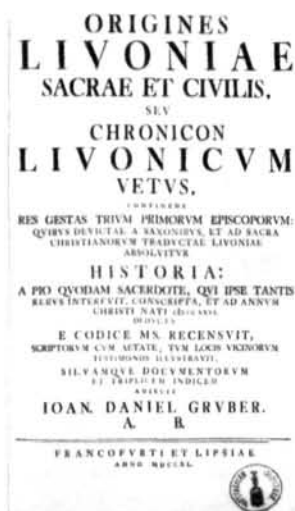 ORIGINES
LIVONIAE
SACRAE ET CIVILIS,
SEV
CHRONICON
LIVONICVM
VETVS,
CONTINENS
RES GESTAS TRIVM PRIMORVM EPISCOPORVM:
QVIBVS DEVICTAE A SAXONIBVS, ET AD SACRA
CHRISTIANORVM TRADVCTAE LIVONIAE
ABSOLVITVR
HISTORIA:
A PIO QVODAM SACERDOTE, QVI IPSE TANTIS
REBVS INTERFVIT, CONSCRIPTA, ET AD ANNVM
CHRISTI NATI
DEDVCTA
E CODICE MS. RECENSVIT,
SCRIPTORVM CVM AETATE, TVM LOCIS VICINORVM
TESTIMONIIS ILLVSTRAVIT,
SILVAMQVE DOCVMENTORVM
ET TRIPLICEM INDICEM
ADIECIT
IOAN. DANIEL GRVBER.
A. B.
FRANCOFVRTI ET LIPSIAE
ANNO MDCCXL.